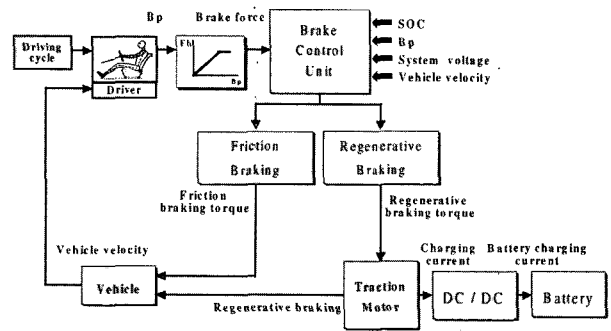 Bp
Brake force
Driving
cycle
Driver
Fbl
Bp
Brake
Control
Unit
SOC
Bp
System voltage
Vehicle velocity
Friction
Braking
Regenerative
Braking
Friction
braking torque
Regenerative
braking torque
Vehicle velocity
Charging
current
Battery charging
current
Vehicle
Regenerative braking
Traction
Motor
DC / DC
Battery